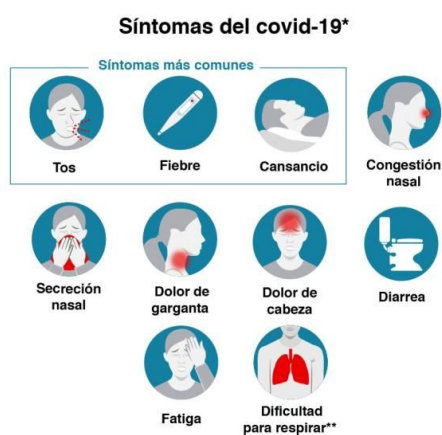 Síntomas del covid-19*
Síntomas más comunes
Tos
Fiebre
Cansancio
Congestión
nasal
Secreción
nasal
Dolor de
garganta
Dolor de
cabeza
Diarrea
Fatiga
Dificultad
para respirar**